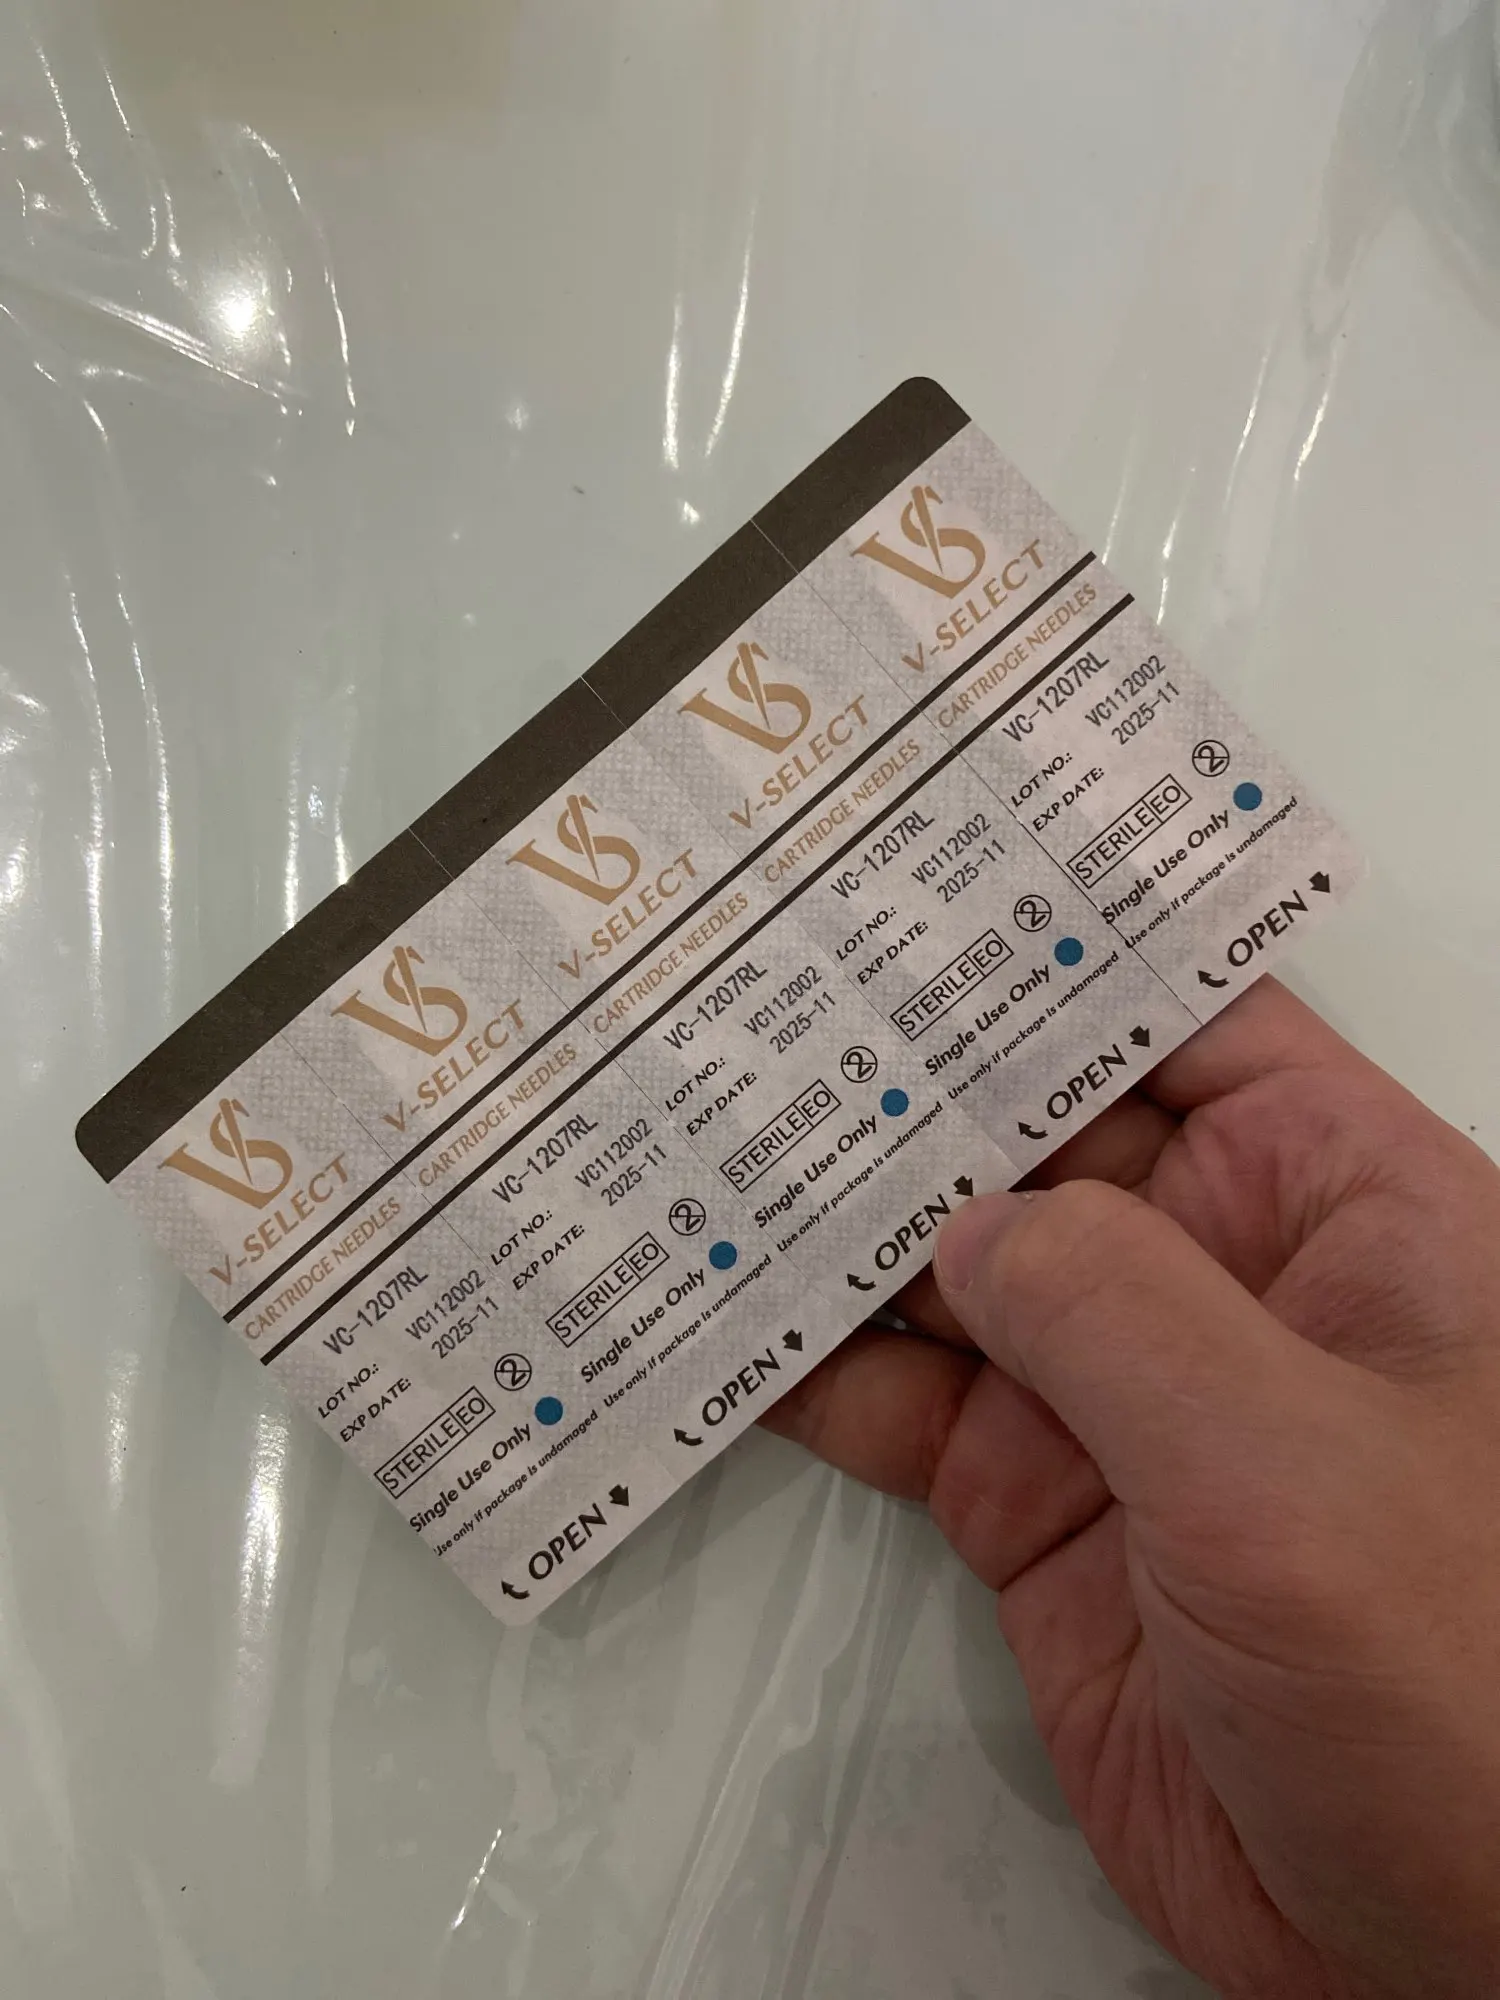 VS
V-SELECT
CARTRIDGE NEEDLES
VC-1207RL
LOT NO.: VC112002
EXP DATE: 2025-11
STERILE EO 2
Single Use Only
Use only if package is undamaged
OPEN
VS
V-SELECT
CARTRIDGE NEEDLES
VC-1207RL
LOT NO.: VC112002
EXP DATE: 2025-11
STERILE EO 2
Single Use Only
Use only if package is undamaged
OPEN
VS
V-SELECT
CARTRIDGE NEEDLES
VC-1207RL
LOT NO.: VC112002
EXP DATE: 2025-11
STERILE EO 2
Single Use Only
Use only if package is undamaged
OPEN
VS
V-SELECT
CARTRIDGE NEEDLES
VC-1207RL
LOT NO.: VC112002
EXP DATE: 2025-11
STERILE EO 2
Single Use Only
Use only if package is undamaged
OPEN
VS
V-SELECT
CARTRIDGE NEEDLES
VC-1207RL
LOT NO.: VC112002
EXP DATE: 2025-11
STERILE EO 2
Single Use Only
Use only if package is undamaged
OPEN